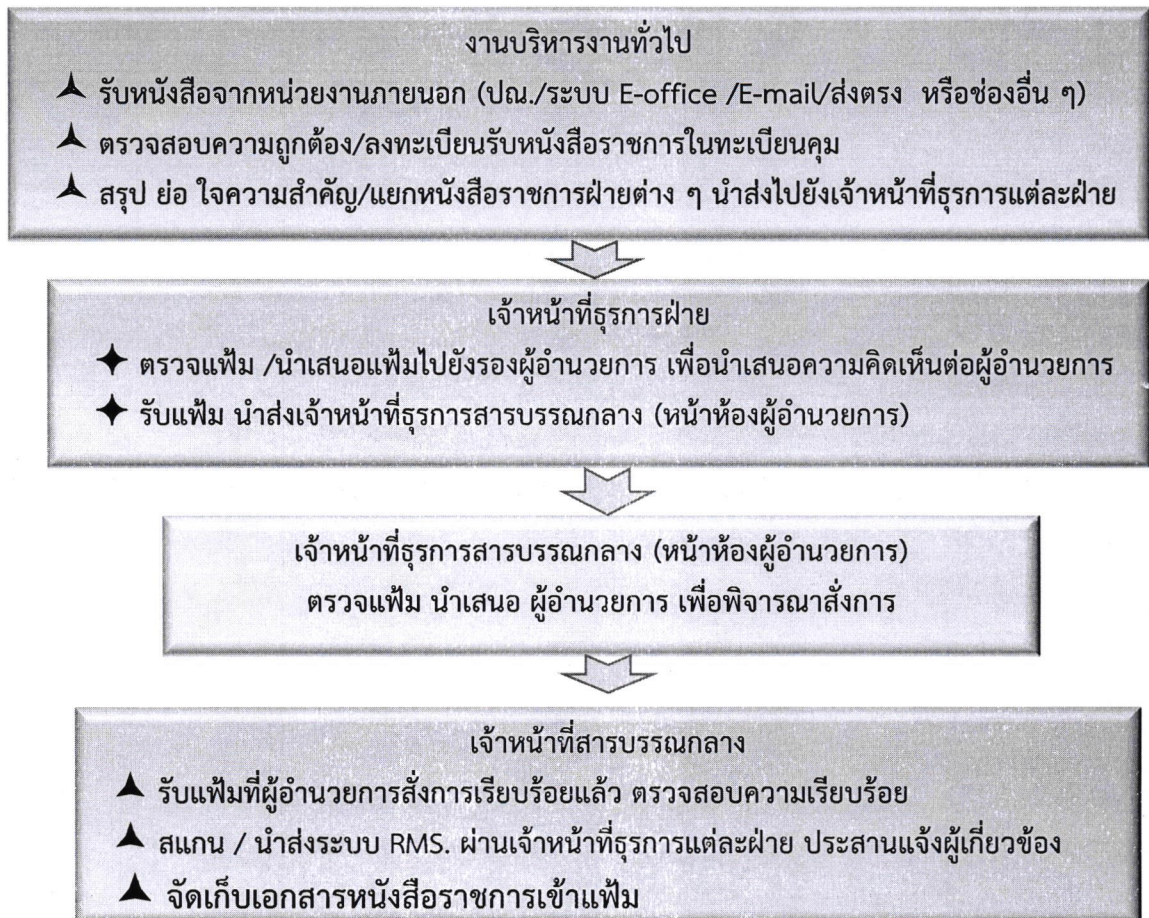 งานบริหารงานทั่วไป
รับหนังสือจากหน่วยงานภายนอก (ปณ./ระบบ E-office /E-mail/ส่งตรง หรือช่องอื่น ๆ)
ตรวจสอบความถูกต้อง/ลงทะเบียนรับหนังสือราชการในทะเบียนคุม
สรุป ย่อ ใจความสำคัญ/แยกหนังสือราชการฝ่ายต่าง ๆ นำส่งไปยังเจ้าหน้าที่ธุรการแต่ละฝ่าย
เจ้าหน้าที่ธุรการฝ่าย
ตรวจแฟ้ม /นำเสนอแฟ้มไปยังรองผู้อำนวยการ เพื่อนำเสนอความคิดเห็นต่อผู้อำนวยการ
รับแฟ้ม นำส่งเจ้าหน้าที่ธุรการสารบรรณกลาง (หน้าห้องผู้อำนวยการ)
เจ้าหน้าที่ธุรการสารบรรณกลาง (หน้าห้องผู้อำนวยการ)
ตรวจแฟ้ม นำเสนอ ผู้อำนวยการ เพื่อพิจารณาสั่งการ
เจ้าหน้าที่สารบรรณกลาง
รับแฟ้มที่ผู้อำนวยการสั่งการเรียบร้อยแล้ว ตรวจสอบความเรียบร้อย
สแกน / นำส่งระบบ RMS. ผ่านเจ้าหน้าที่ธุรการแต่ละฝ่าย ประสานแจ้งผู้เกี่ยวข้อง
จัดเก็บเอกสารหนังสือราชการเข้าแฟ้ม